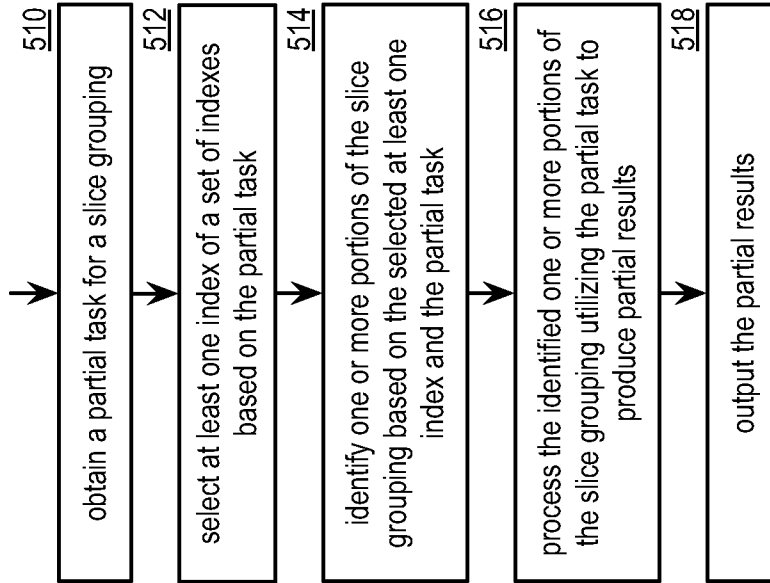 510
obtain a partial task for a slice grouping
512
select at least one index of a set of indexes
based on the partial task
514
identify one or more portions of the slice
grouping based on the selected at least one
index and the partial task
516
process the identified one or more portions of
the slice grouping utilizing the partial task to
produce partial results
518
output the partial results